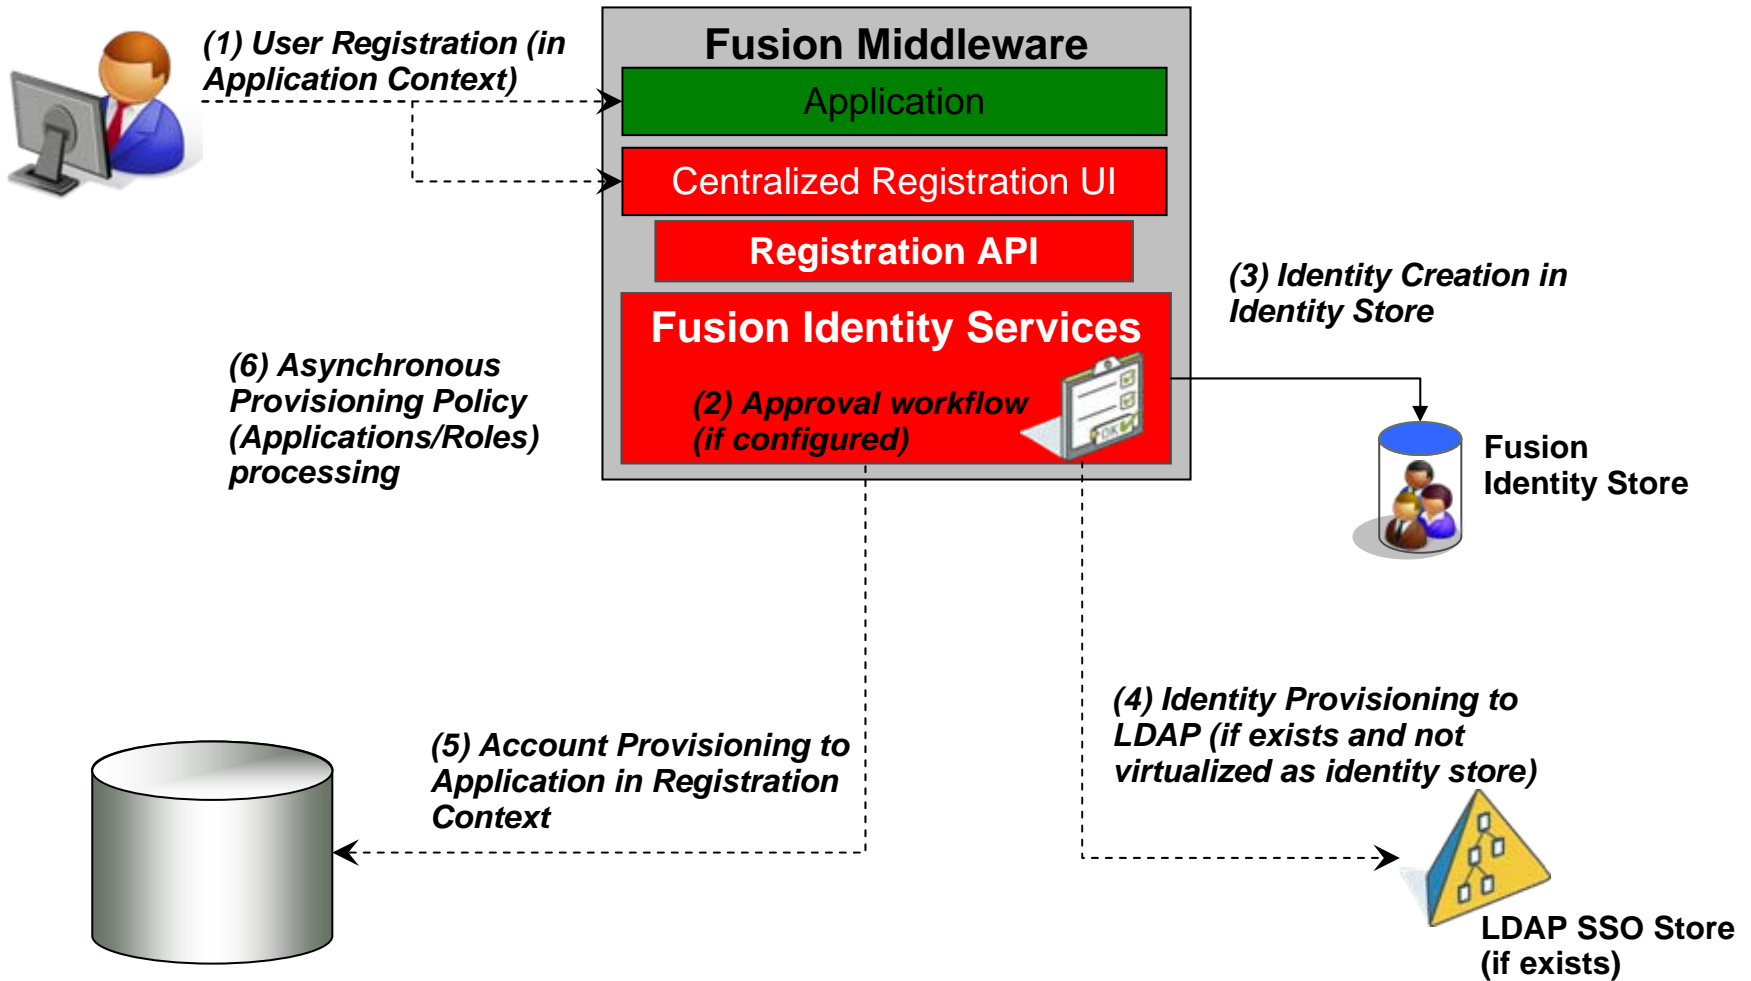 (1) User Registration (in
Application Context)
Fusion Middleware
Application
Centralized Registration UI
Registration API
Fusion Identity Services
(2) Approval workflow
(if configured)
OK
(3) Identity Creation in
Identity Store
(6) Asynchronous
Provisioning Policy
(Applications/Roles)
processing
Fusion
Identity Store
(4) Identity Provisioning to
LDAP (if exists and not
virtualized as identity store)
(5) Account Provisioning to
Application in Registration
Context
LDAP SSO Store
(if exists)